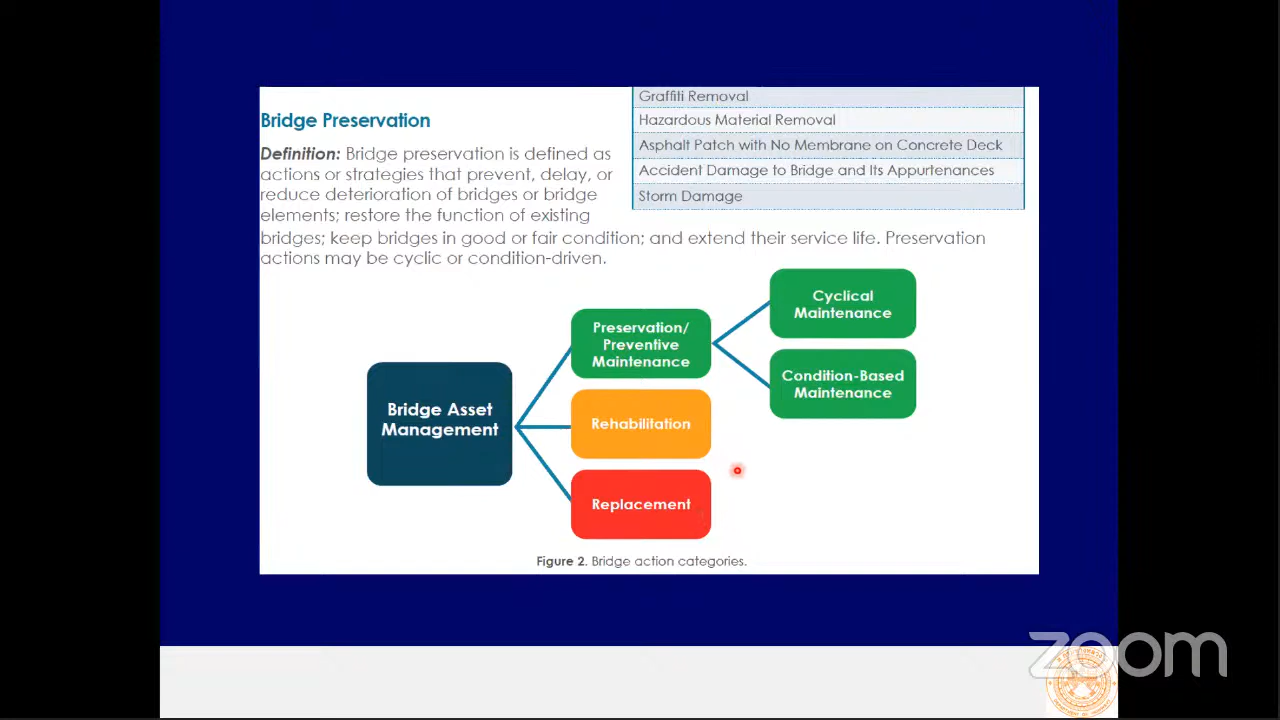 Graffiti Removal
Hazardous Material Removal
Asphalt Patch with No Membrane on Concrete Deck
Accident Damage to Bridge and Its Appurtenances
Storm Damage
Bridge Preservation
Definition: Bridge preservation is defined as
actions or strategies that prevent, delay, or
reduce deterioration of bridges or bridge
elements; restore the function of existing
bridges; keep bridges in good or fair condition; and extend their service life. Preservation
actions may be cyclic or condition-driven.
Bridge Asset
Management
Preservation/
Preventive
Maintenance
Rehabilitation
Replacement
Cyclical
Maintenance
Condition-Based
Maintenance
Figure 2. Bridge action categories.
zoom